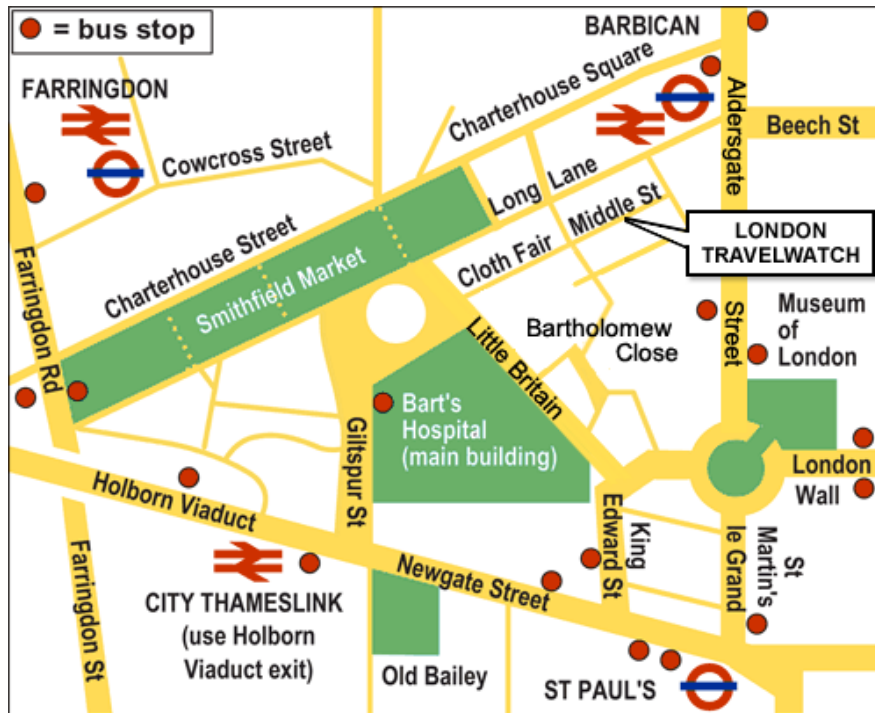 = bus stop
BARBICAN
FARRINGDON
Charterhouse Square
Aldersgate
Street
Beech St
Cowcross Street
Long Lane
Middle St
LONDON
TRAVELWATCH
Charterhouse Street
Smithfield Market
Cloth Fair
Farringdon Rd
Museum
of
London
Bartholomew
Close
Little Britain
Bart's
Hospital
(main building)
Giltspur St
Holborn Viaduct
London
Wall
King
Edward St
St
Martin's
le Grand
Farringdon St
Newgate Street
CITY THAMESLINK
(use Holborn
Viaduct exit)
Old Bailey
ST PAUL'S